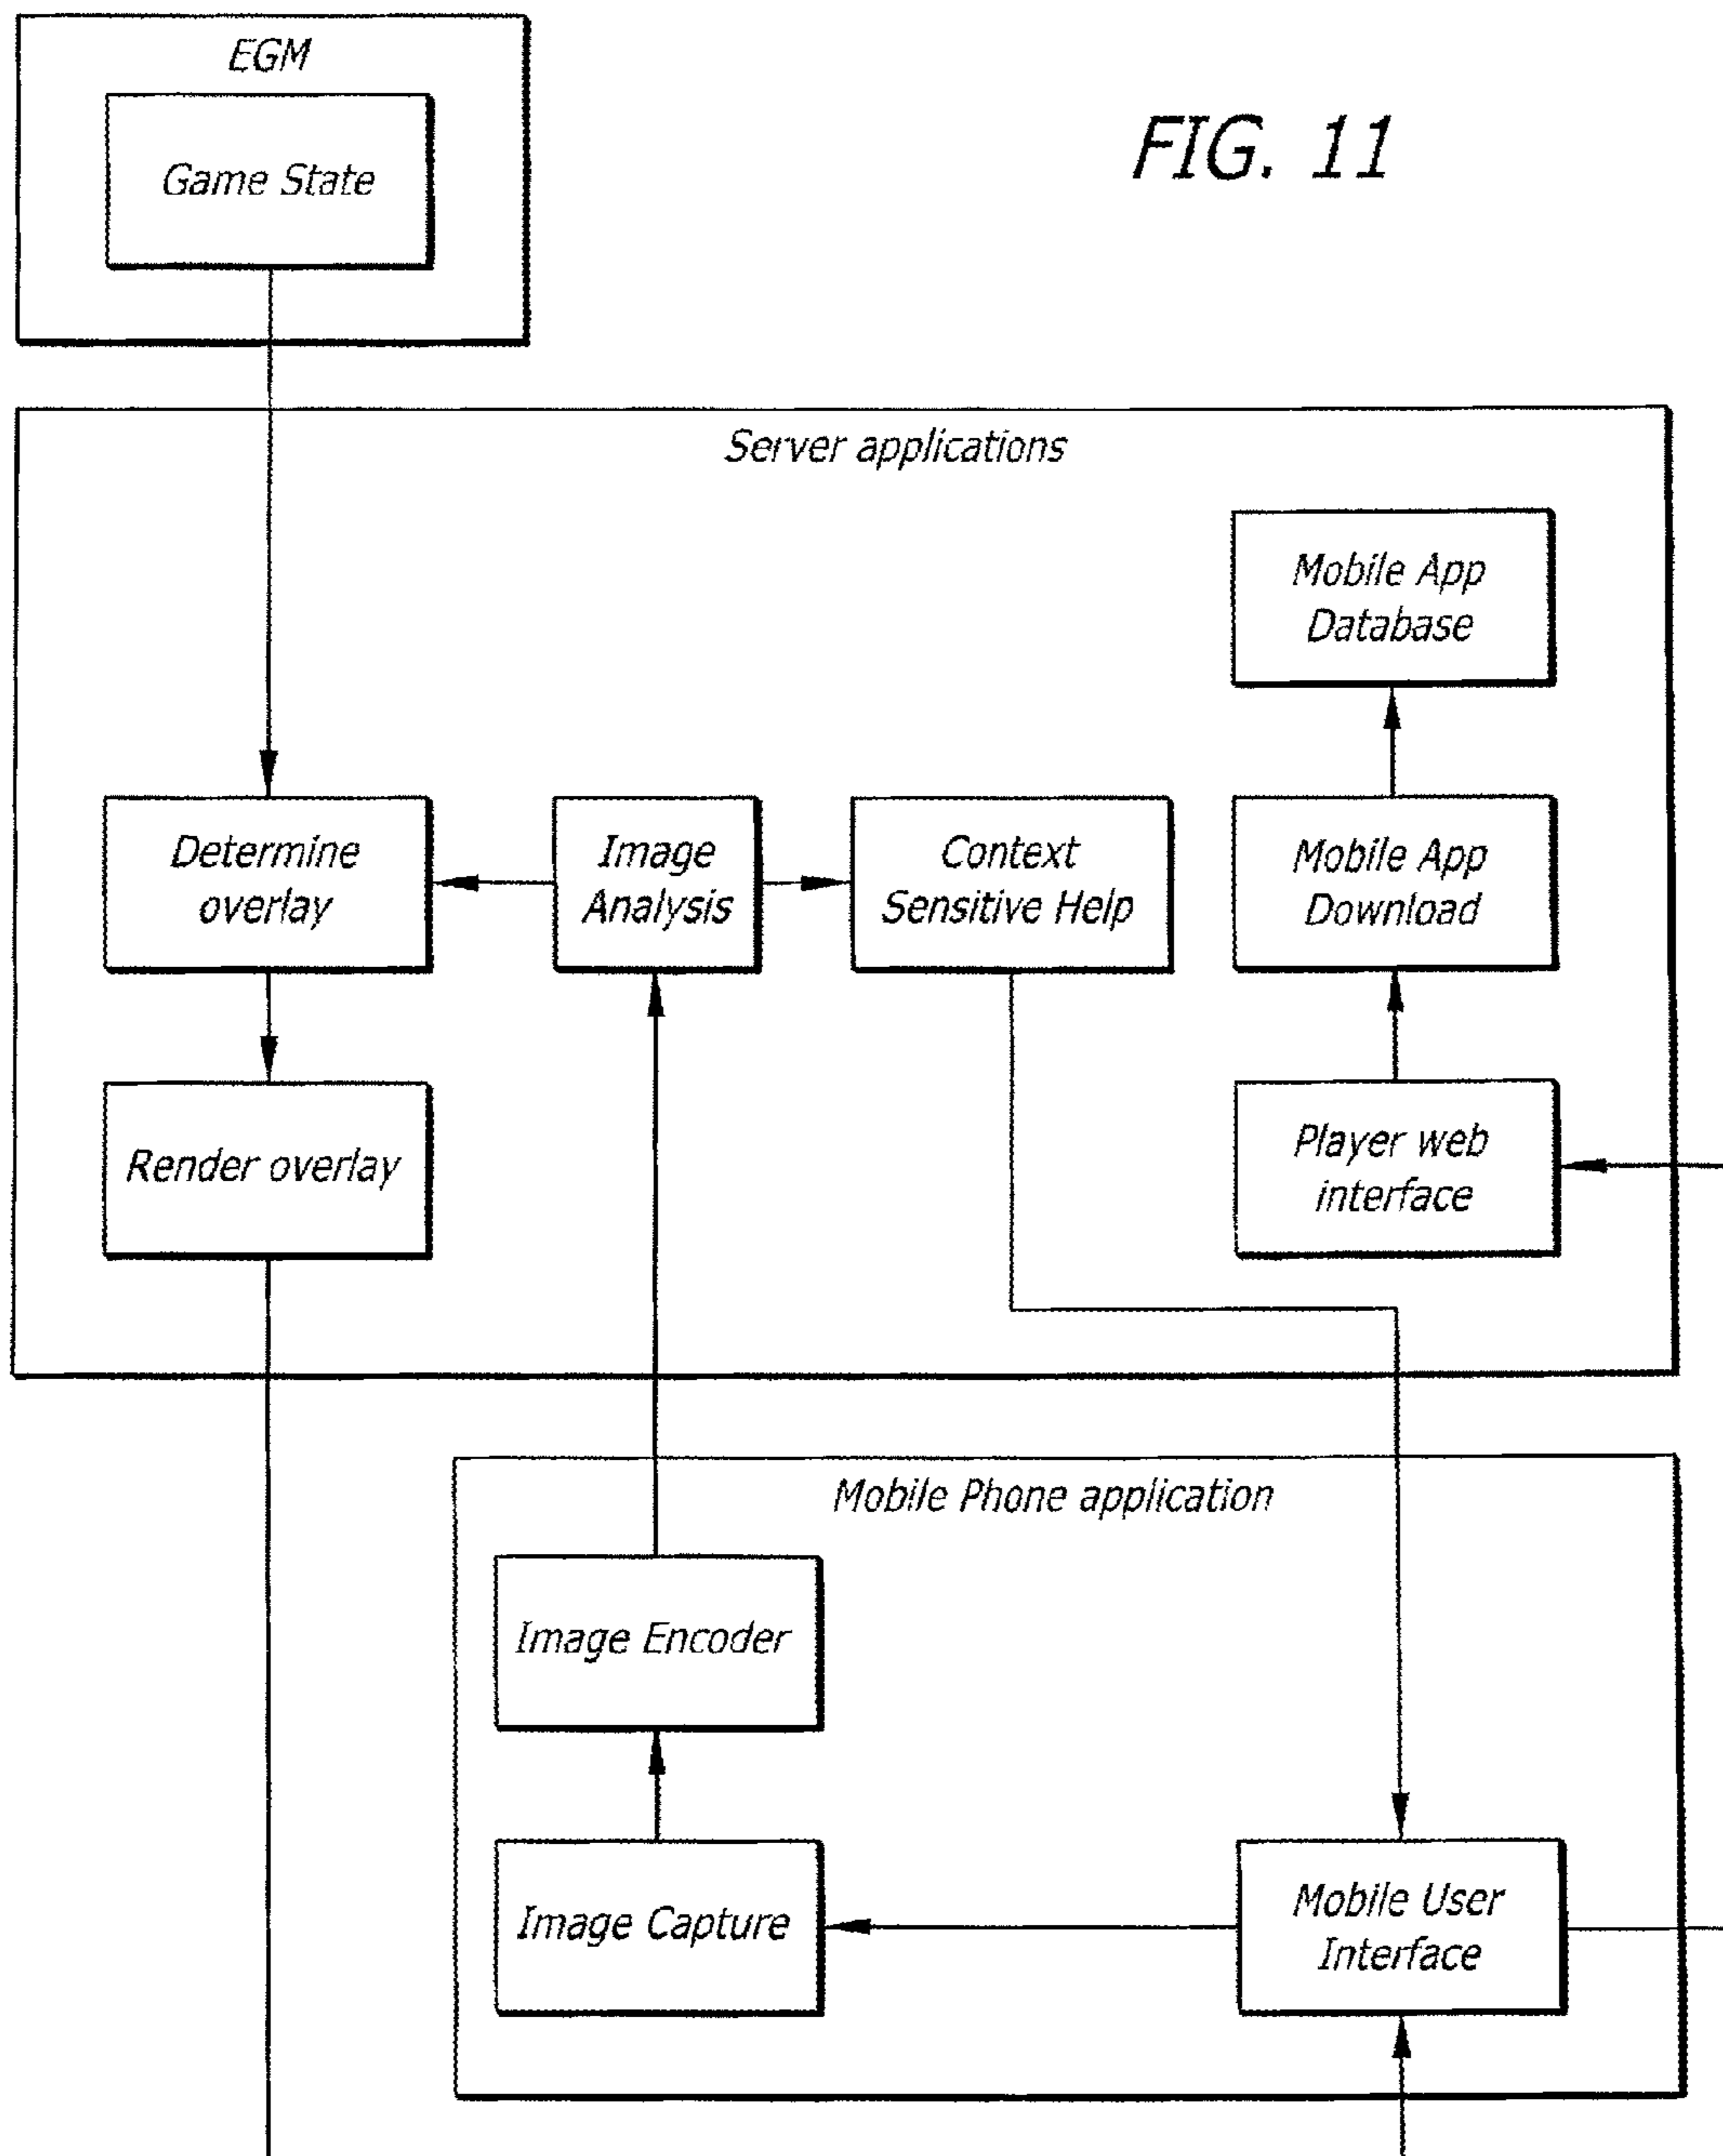 EGM
Game State
FIG. 11
Server applications
Mobile App
Database
Determine
overlay
Image
Analysis
Context
Sensitive Help
Mobile App
Download
Render overlay
Player web
interface
Mobile Phone application
Image Encoder
Image Capture
Mobile User
Interface